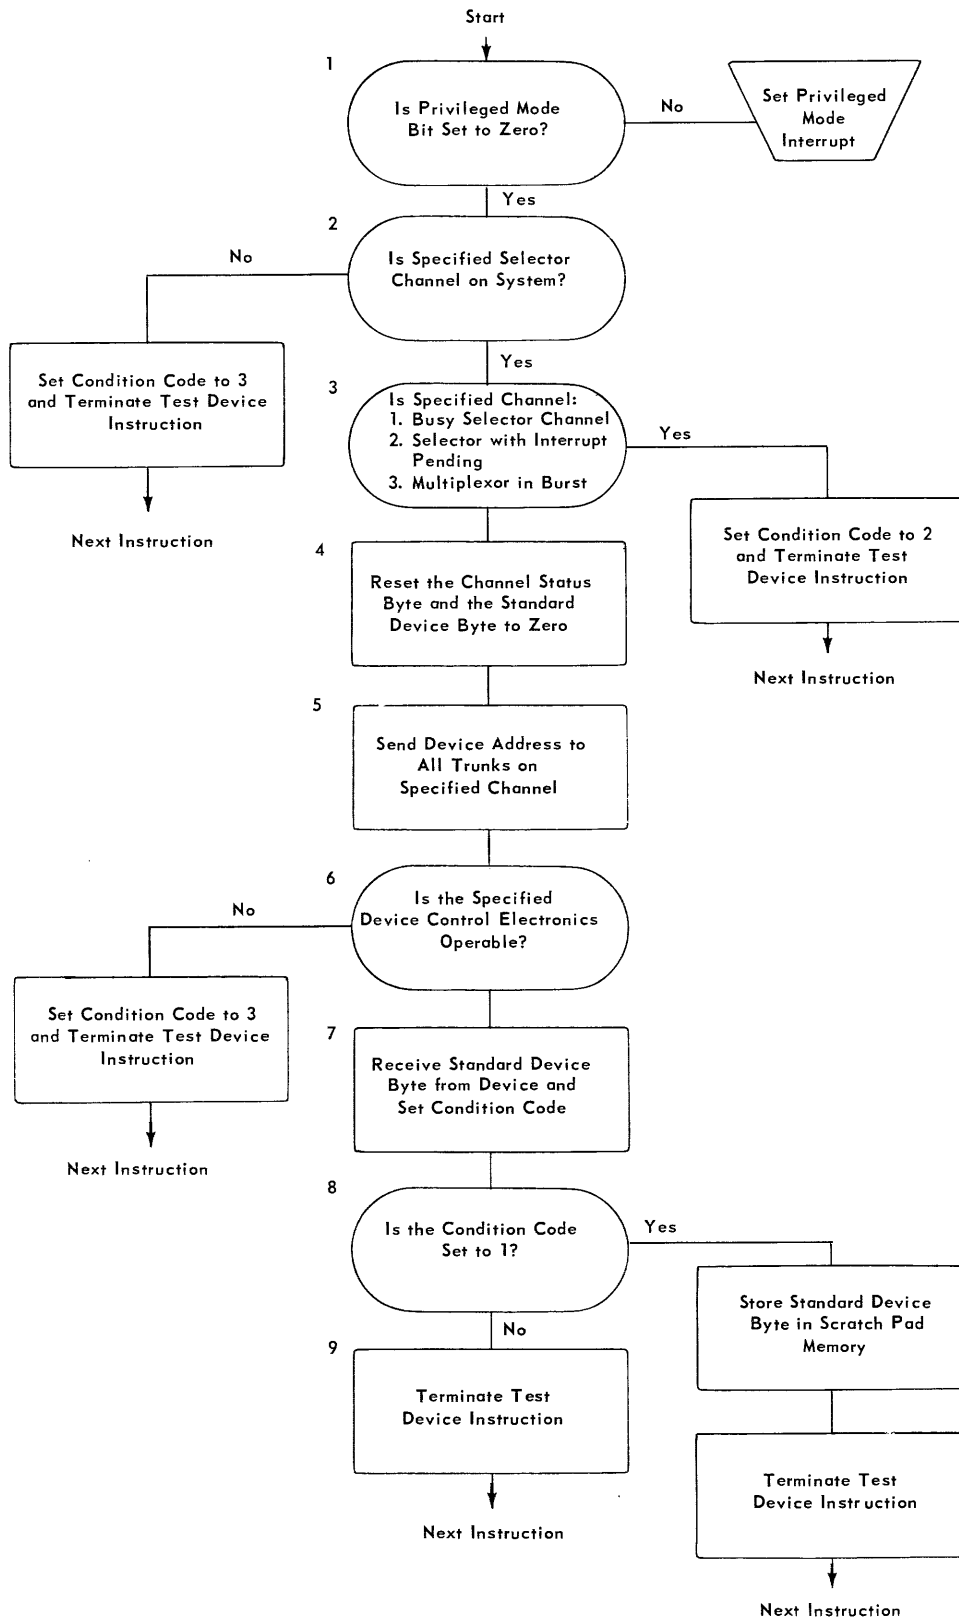 Start
1
Is Privileged Mode
Bit Set to Zero?
No
Set Privileged
Mode
Interrupt
Yes
2
Is Specified Selector
Channel on System?
No
Set Condition Code to 3
and Terminate Test Device
Instruction
Next Instruction
Yes
3
Is Specified Channel:
1. Busy Selector Channel
2. Selector with Interrupt
Pending
3. Multiplexor in Burst
Yes
Set Condition Code to 2
and Terminate Test
Device Instruction
Next Instruction
4
Reset the Channel Status
Byte and the Standard
Device Byte to Zero
5
Send Device Address to
All Trunks on
Specified Channel
6
Is the Specified
Device Control Electronics
Operable?
No
Set Condition Code to 3
and Terminate Test Device
Instruction
Next Instruction
7
Receive Standard Device
Byte from Device and
Set Condition Code
8
Is the Condition Code
Set to 1?
Yes
Store Standard Device
Byte in Scratch Pad
Memory
Terminate Test
Device Instruction
Next Instruction
No
9
Terminate Test
Device Instruction
Next Instruction